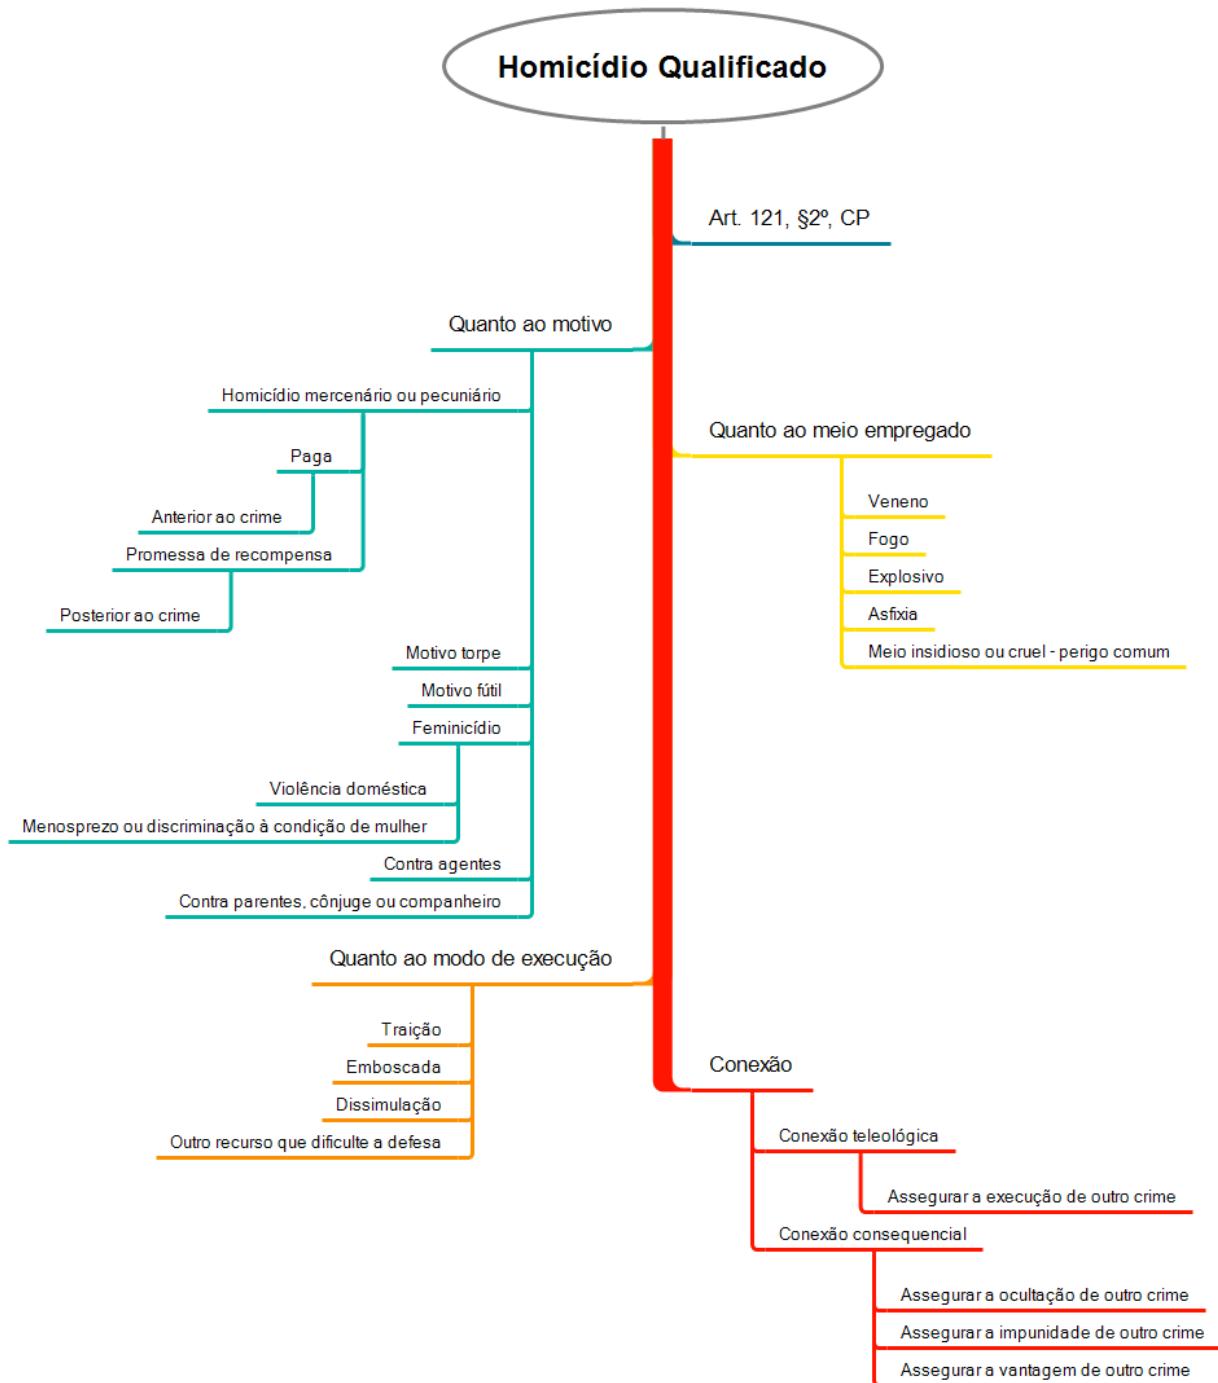 Homicídio Qualificado
Art. 121, §2º, CP
Quanto ao motivo
Homicídio mercenário ou pecuniário
Paga
Anterior ao crime
Promessa de recompensa
Posterior ao crime
Motivo torpe
Motivo fútil
Feminicídio
Violência doméstica
Menosprezo ou discriminação à condição de mulher
Contra agentes
Contra parentes, cônjuge ou companheiro
Quanto ao meio empregado
Veneno
Fogo
Explosivo
Asfixia
Meio insidioso ou cruel - perigo comum
Quanto ao modo de execução
Traição
Emboscada
Dissimulação
Outro recurso que dificulte a defesa
Conexão
Conexão teleológica
Assegurar a execução de outro crime
Conexão consequencial
Assegurar a ocultação de outro crime
Assegurar a impunidade de outro crime
Assegurar a vantagem de outro crime